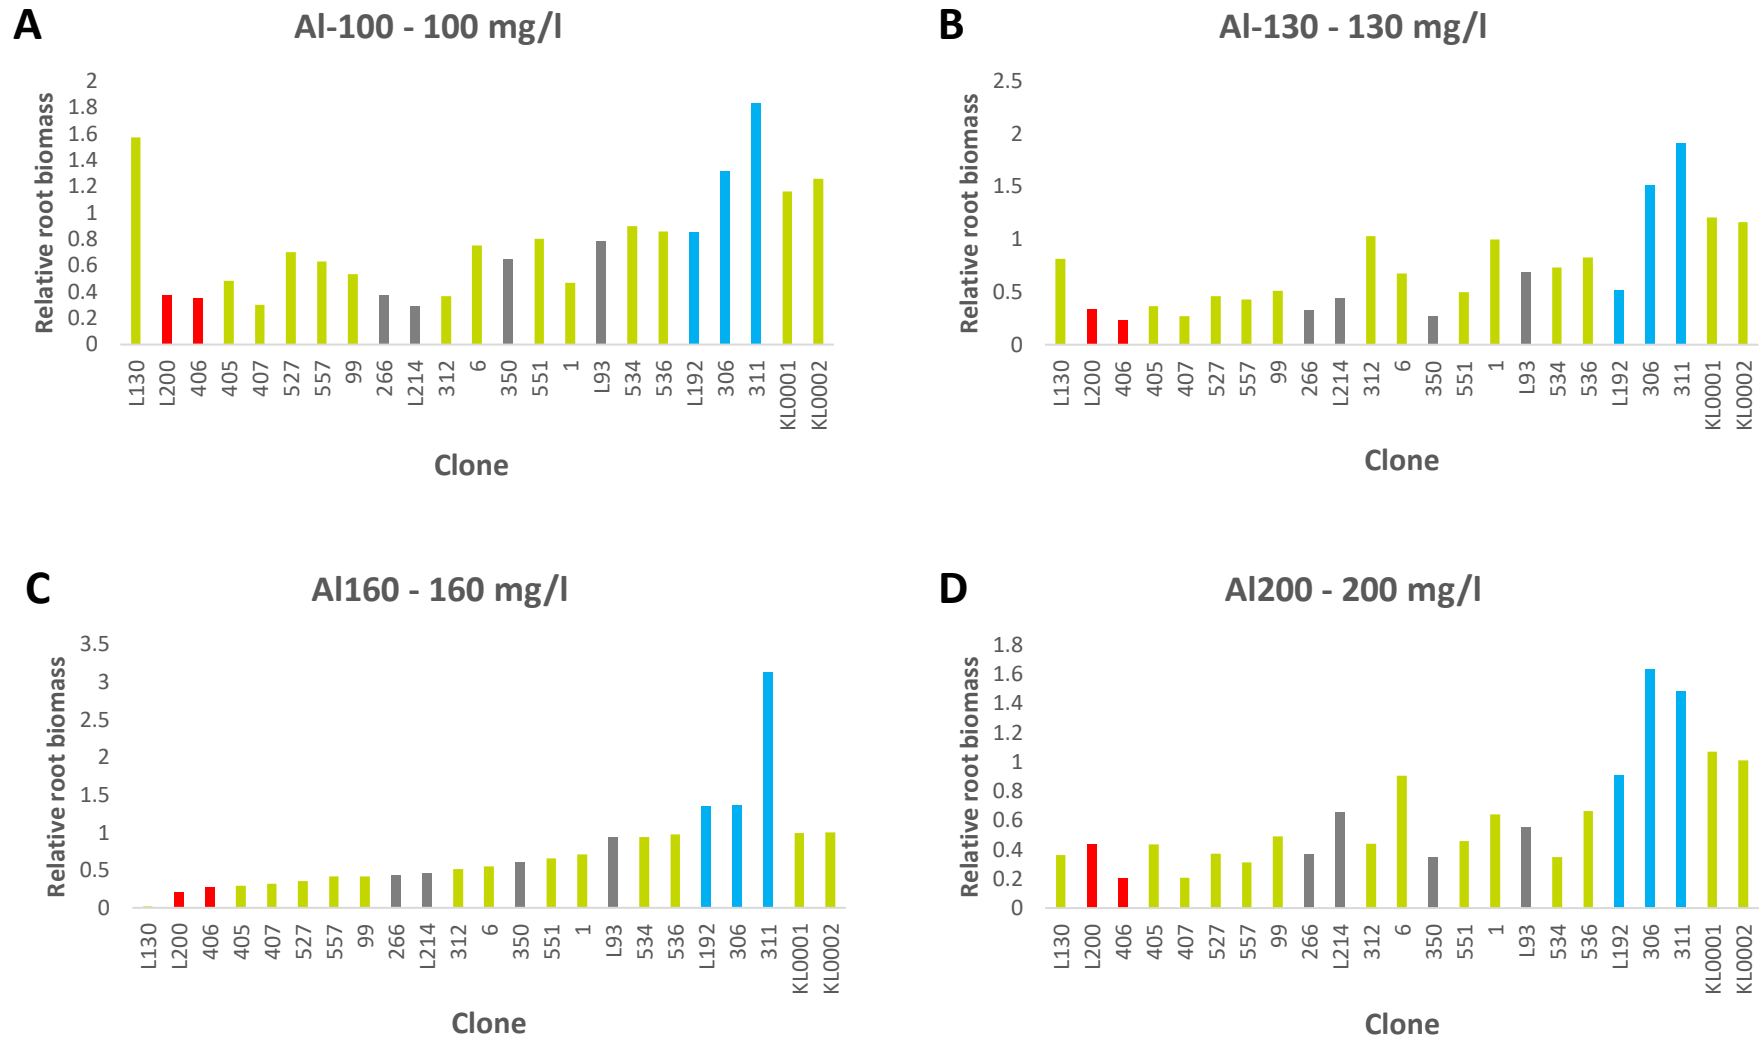 A
Al-100 - 100 mg/l
Relative root biomass
2
1.8
1.6
1.4
1.2
1
0.8
0.6
0.4
0.2
0
L130
L200
406
405
407
527
557
99
266
L214
312
6
350
551
1
L93
534
536
L192
306
311
KL0001
KL0002
Clone
B
Al-130 - 130 mg/l
Relative root biomass
2.5
2
1.5
1
0.5
0
L130
L200
406
405
407
527
557
99
266
L214
312
6
350
551
1
L93
534
536
L192
306
311
KL0001
KL0002
Clone
C
Al160 - 160 mg/l
Relative root biomass
3.5
3
2.5
2
1.5
1
0.5
0
L130
L200
406
405
407
527
557
99
266
L214
312
6
350
551
1
L93
534
536
L192
306
311
KL0001
KL0002
Clone
D
Al200 - 200 mg/l
Relative root biomass
1.8
1.6
1.4
1.2
1
0.8
0.6
0.4
0.2
0
L130
L200
406
405
407
527
557
99
266
L214
312
6
350
551
1
L93
534
536
L192
306
311
KL0001
KL0002
Clone